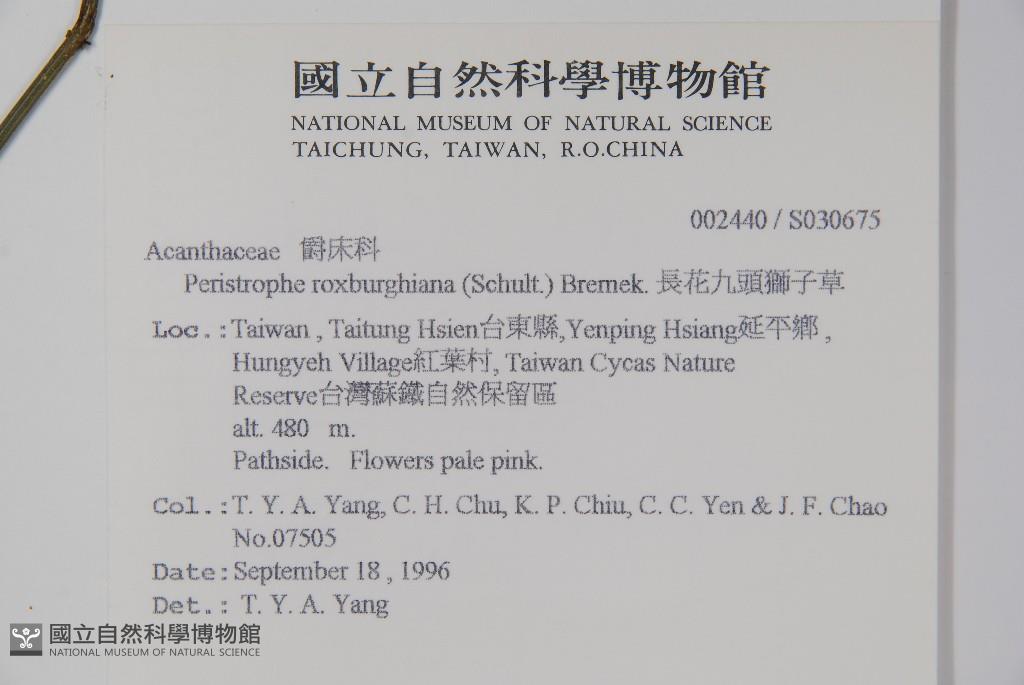 國立自然科學博物館
NATIONAL MUSEUM OF NATURAL SCIENCE
TAICHUNG, TAIWAN, R.O.CHINA
002440 / S030675
Acanthaceae 爵床科
Peristrophe roxburghiana (Schult.) Bremek. 長花九頭獅子草
Loc.:Taiwan , Taitung Hsien台東縣,Yenping Hsiang延平鄉 ,
Hungyeh Village紅葉村, Taiwan Cycas Nature
Reserve台灣蘇鐵自然保留區
alt. 480 m.
Pathside. Flowers pale pink.
Col.:T. Y. A. Yang, C. H. Chu, K. P. Chiu, C. C. Yen & J. F. Chao
No.07505
Date:September 18 , 1996
Det.: T. Y. A. Yang
國立自然科學博物館
NATIONAL MUSEUM OF NATURAL SCIENCE